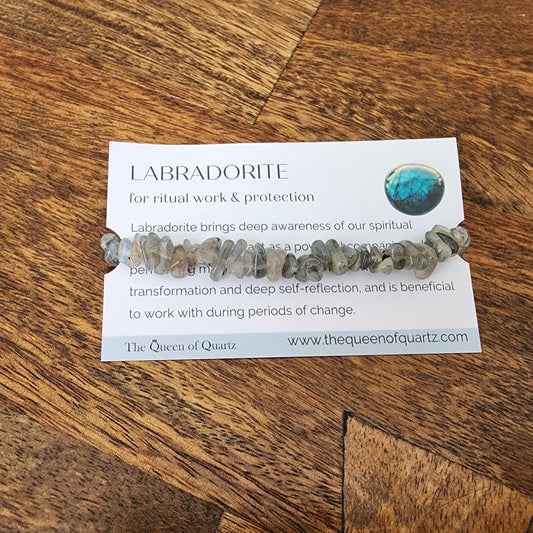 LABRADORITE
for ritual work & protection
Labradorite brings deep awareness of our spiritual
as a
transformation and deep self-reflection, and is beneficial
to work with during periods of change.
The Queen of Quartz
www.thequeenofquartz.com